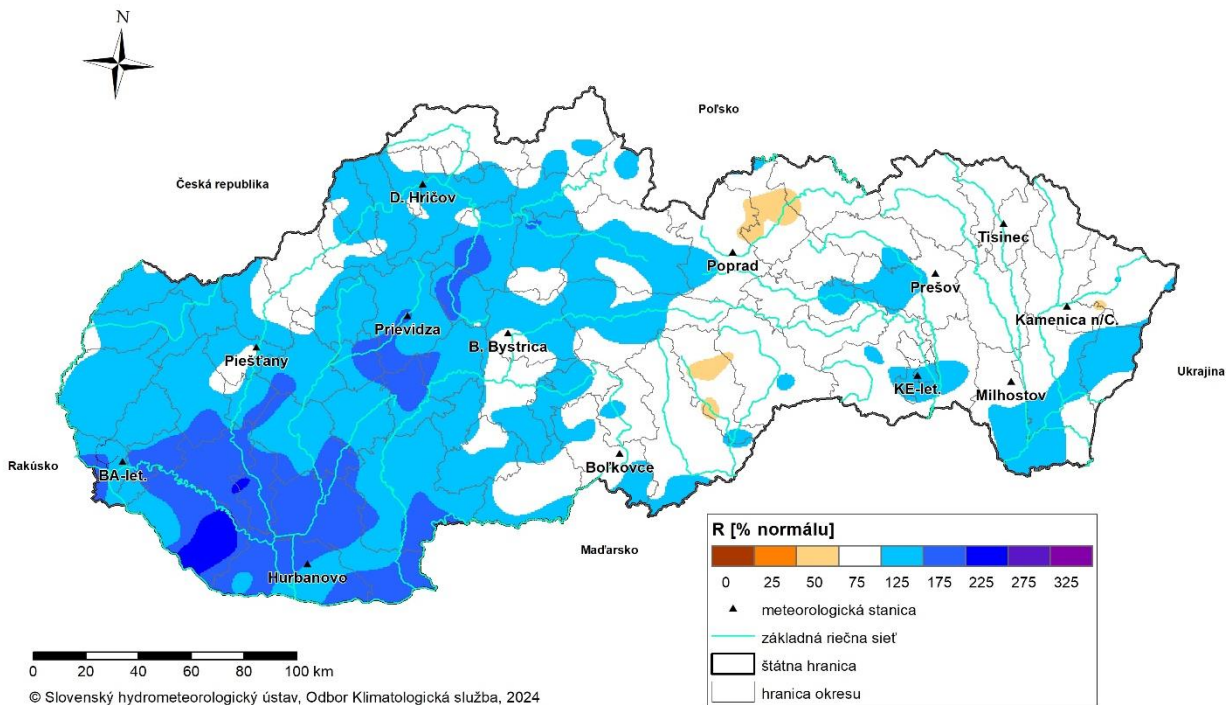 N
Poľsko
Česká republika
D. Hričov
Tisinec
Poprad
Prešov
Kamenica n/C.
Prievidza
B. Bystrica
Piešťany
Ukrajina
KE-let.
Milhostov
Rakúsko
BA-let.
Boľkovce
Maďarsko
Hurbanovo
R [% normálu]
0 25 50 75 125 175 225 275 325
meteorologická stanica
základná riečna sieť
štátna hranica
hranica okresu
0 20 40 60 80 100 km
© Slovenský hydrometeorologický ústav, Odbor Klimatologická služba, 2024